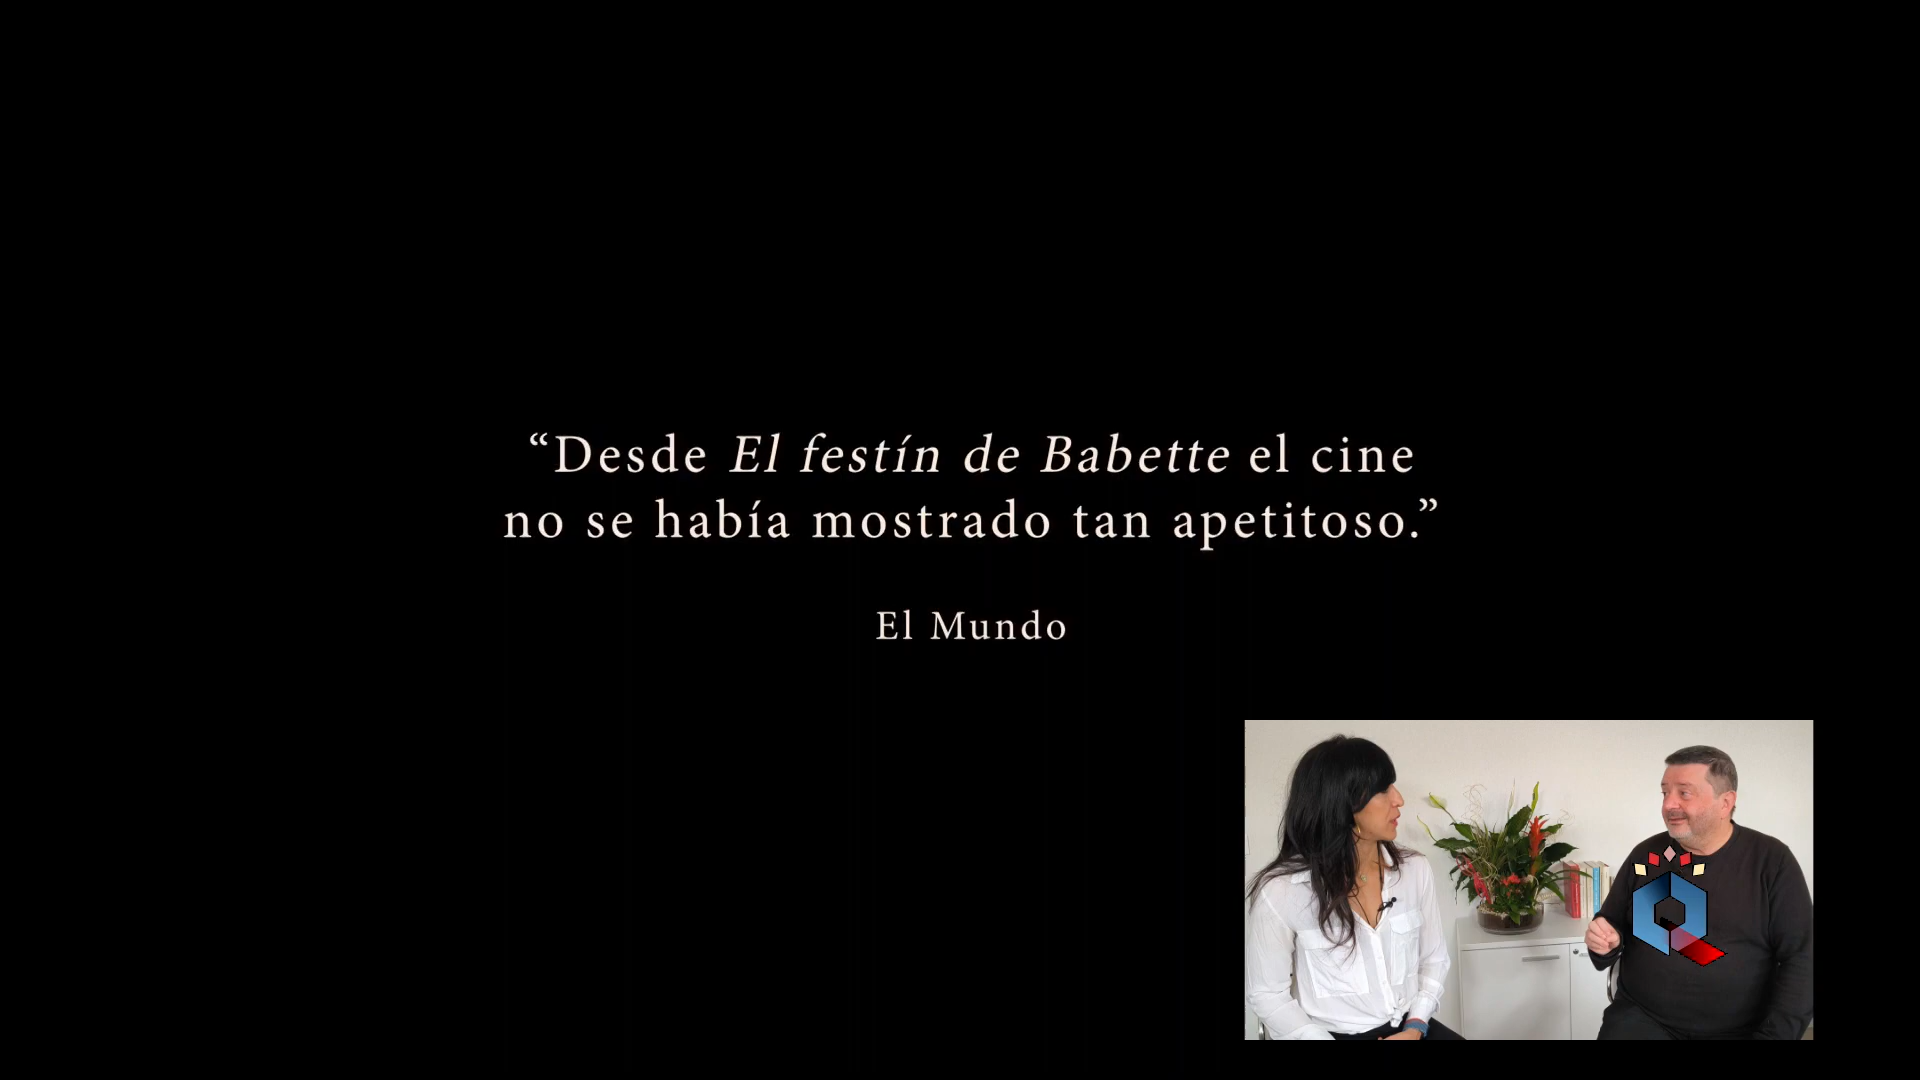 “Desde El festín de Babette el cine
no se había mostrado tan apetitoso.”
El Mundo